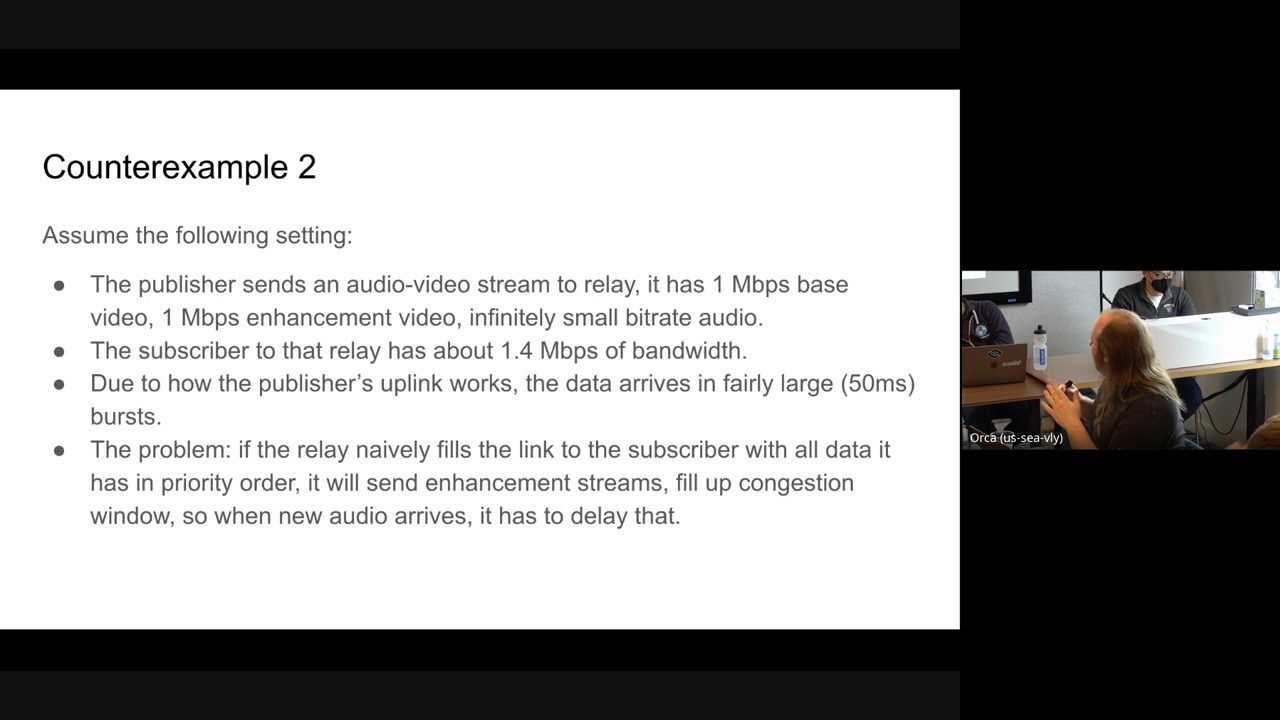 Counterexample 2
Assume the following setting:
● The publisher sends an audio-video stream to relay, it has 1 Mbps base
video, 1 Mbps enhancement video, infinitely small bitrate audio.
● The subscriber to that relay has about 1.4 Mbps of bandwidth.
● Due to how the publisher’s uplink works, the data arrives in fairly large (50ms)
bursts.
● The problem: if the relay naively fills the link to the subscriber with all data it
has in priority order, it will send enhancement streams, fill up congestion
window, so when new audio arrives, it has to delay that.
Orca (us-sea-vly)